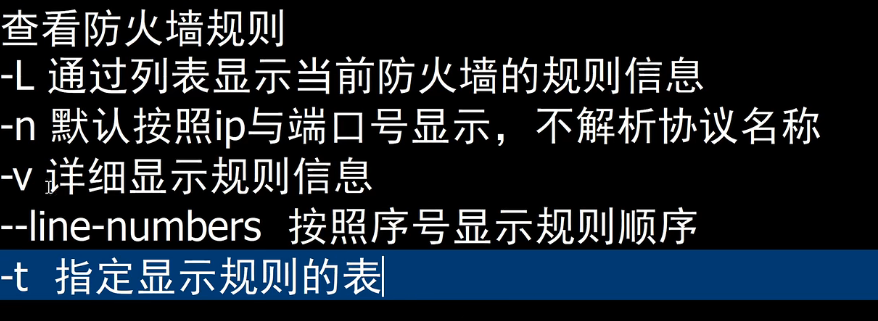 查看防火墙规则
-L 通过列表显示当前防火墙的规则信息
-n 默认按照ip与端口号显示，不解析协议名称
-v 详细显示规则信息
--line-numbers  按照序号显示规则顺序
-t  指定显示规则的表